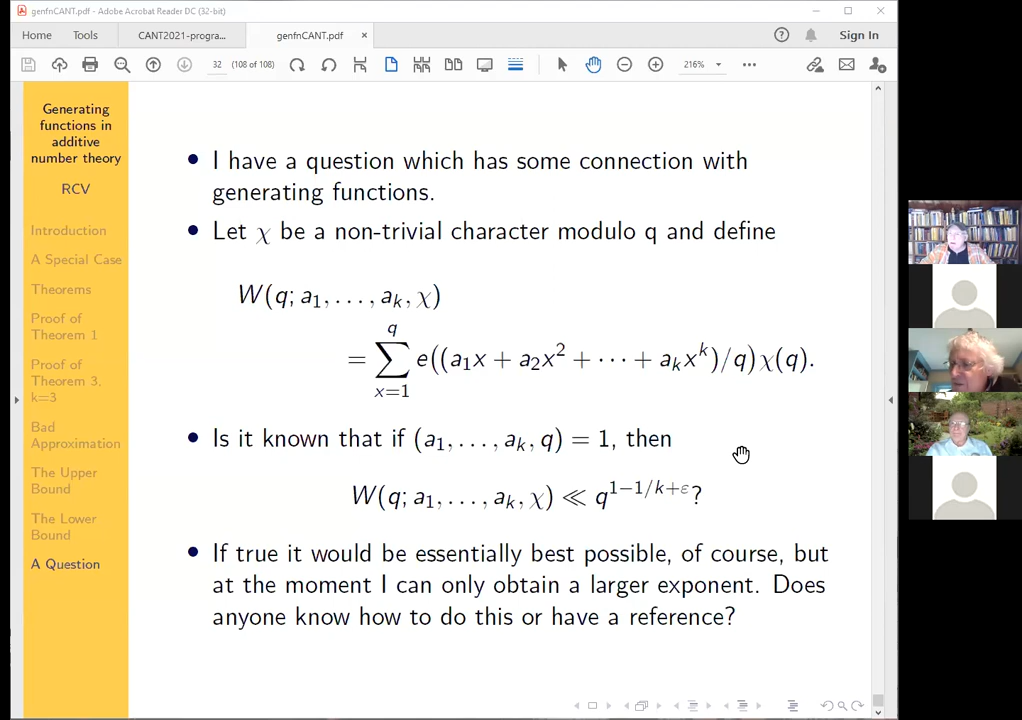 genfnCANT.pdf - Adobe Acrobat Reader DC (32-bit)
Home Tools CANT2021-progra... genfnCANT.pdf × Sign In
32 (108 of 108) 216%
Generating
functions in
additive
number theory
RCV
Introduction
A Special Case
Theorems
Proof of
Theorem 1
Proof of
Theorem 3,
k=3
Bad
Approximation
The Upper
Bound
The Lower
Bound
A Question
• I have a question which has some connection with
generating functions.
• Let χ be a non-trivial character modulo q and define
W(q; a₁, . . . , aₖ, χ)
= ∑_{x=1}^{q} e((a₁x + a₂x² + ⋯ + aₖxᵏ)/q)χ(q).
• Is it known that if (a₁, . . . , aₖ, q) = 1, then
W(q; a₁, . . . , aₖ, χ) ≪ q^{1−1/k+ε}?
• If true it would be essentially best possible, of course, but
at the moment I can only obtain a larger exponent. Does
anyone know how to do this or have a reference?